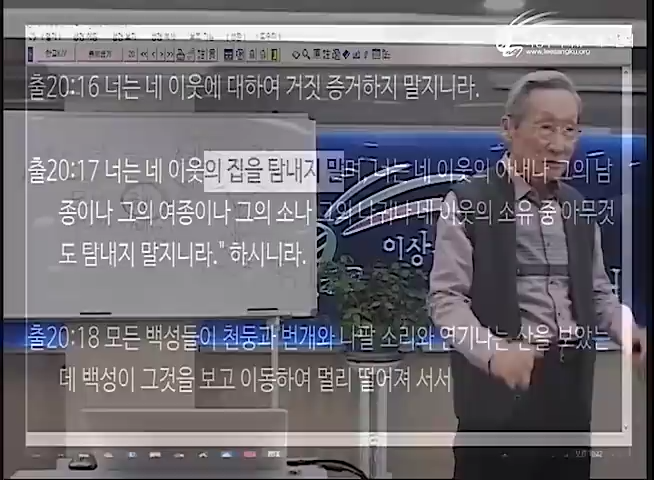 www.leesangku.org
출20:16 너는 네 이웃에 대하여 거짓 증거하지 말지니라.
출20:17 너는 네 이웃의 집을 탐내지 말며 너는 네 이웃의 아내나 그의 남
종이나 그의 여종이나 그의 소나 그의 나귀나 네 이웃의 소유 중 아무것
도 탐내지 말지니라." 하시니라.
이상
출20:18 모든 백성들이 천둥과 번개와 나팔 소리와 연기나는 산을 보았는
데 백성이 그것을 보고 이동하여 멀리 떨어져 서서